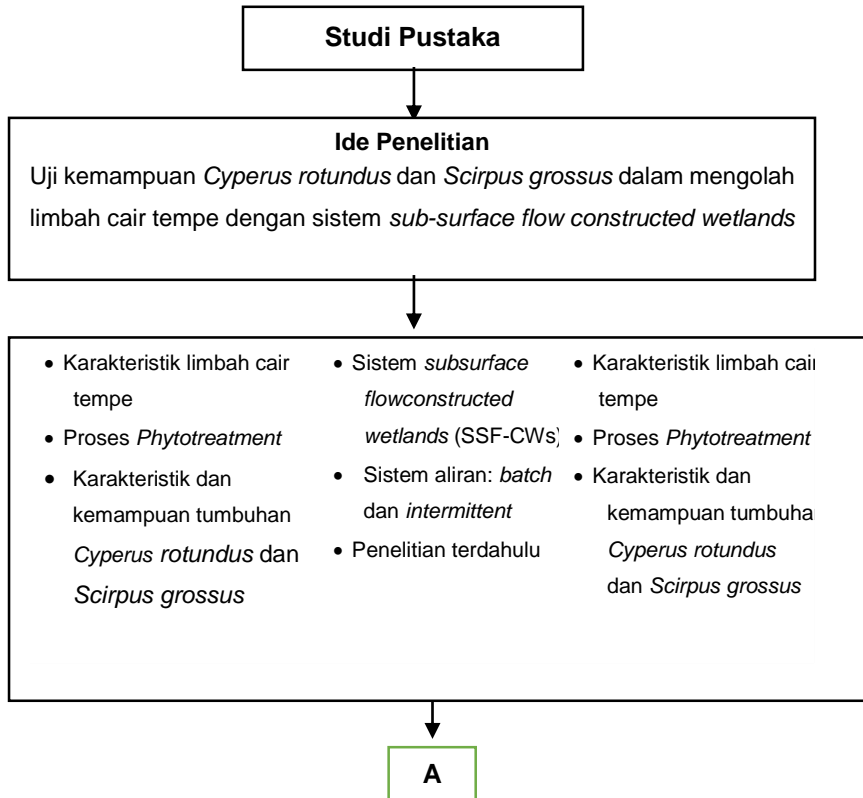 Studi Pustaka
Ide Penelitian
Uji kemampuan Cyperus rotundus dan Scirpus grossus dalam mengolah
limbah cair tempe dengan sistem sub-surface flow constructed wetlands
• Karakteristik limbah cair
tempe
• Proses Phytotreatment
• Karakteristik dan
kemampuan tumbuhan
Cyperus rotundus dan
Scirpus grossus
• Sistem subsurface
flowconstructed
wetlands (SSF-CWs)
• Sistem aliran: batch
dan intermittent
• Penelitian terdahulu
• Karakteristik limbah cair
tempe
• Proses Phytotreatment
• Karakteristik dan
kemampuan tumbuha
Cyperus rotundus
dan Scirpus grossus
A